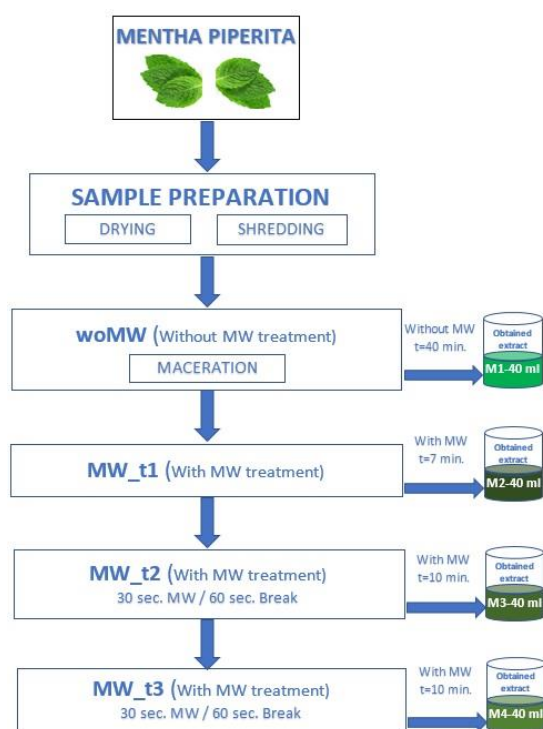 MENTHA PIPERITA
SAMPLE PREPARATION
DRYING
SHREDDING
woMW (Without MW treatment)
MACERATION
Without MW
t=40 min.
Obtained
extract
M1-40 ml
MW_t1 (With MW treatment)
With MW
t=7 min.
Obtained
extract
M2-40 ml
MW_t2 (With MW treatment)
30 sec. MW / 60 sec. Break
With MW
t=10 min.
Obtained
extract
M3-40 ml
MW_t3 (With MW treatment)
30 sec. MW / 60 sec. Break
With MW
t=10 min.
Obtained
extract
M4-40 ml